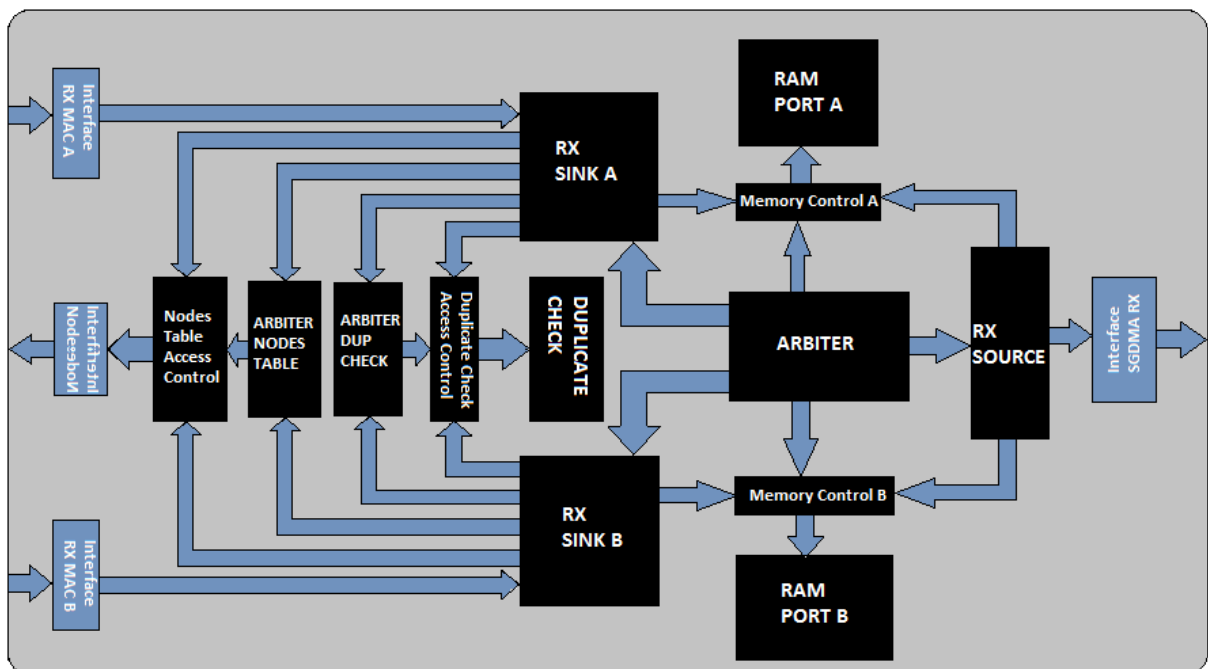 Interface
RX MAC A
RX
SINK A
RAM
PORT A
Memory Control A
Nodes
Table
Access
Control
ARBITER
NODES
TABLE
ARBITER
DUP
CHECK
Duplicate Check
Access Control
DUPLICATE
CHECK
ARBITER
RX
SOURCE
Interface
SGDMA RX
Interface
RX MAC B
RX
SINK B
Memory Control B
RAM
PORT B